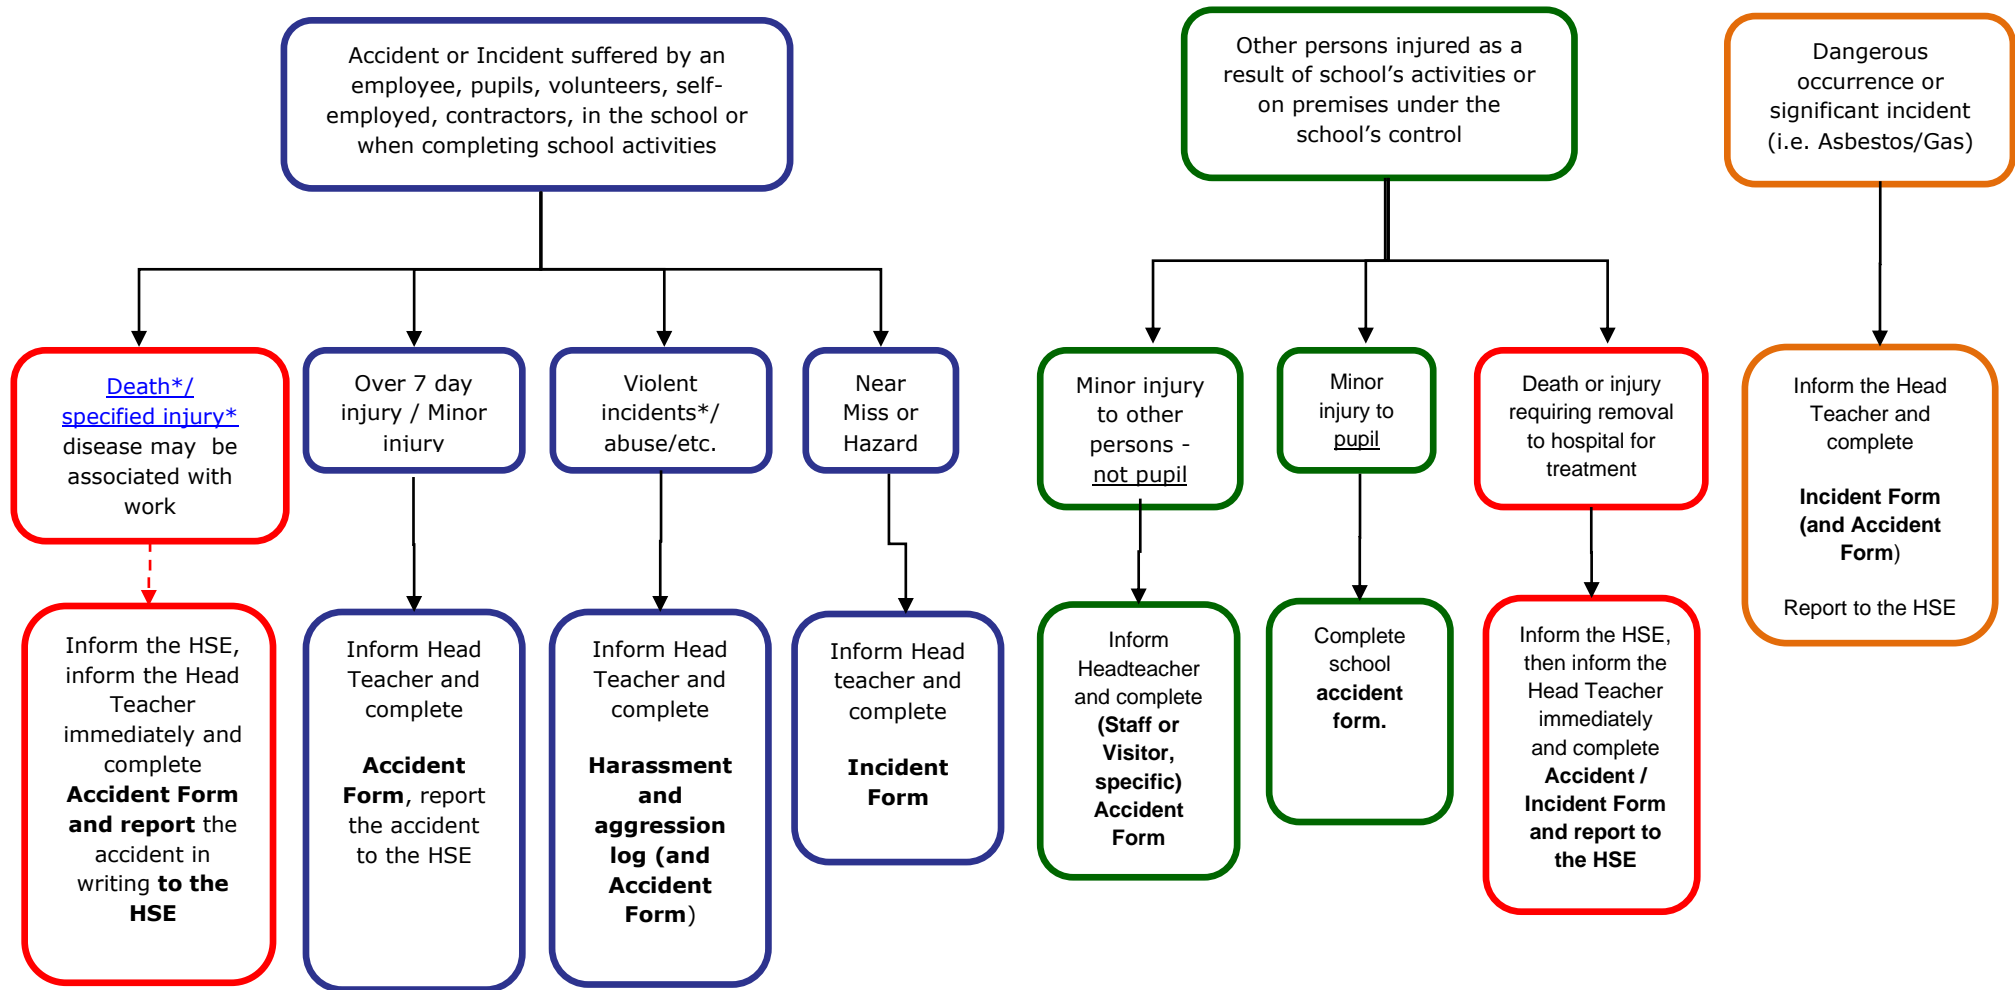 Accident or Incident suffered by an
employee, pupils, volunteers, self-
employed, contractors, in the school or
when completing school activities
Other persons injured as a
result of school’s activities or
on premises under the
school’s control
Dangerous
occurrence or
significant incident
(i.e. Asbestos/Gas)
Death*/
specified injury*
disease may  be
associated with
work
Over 7 day
injury / Minor
injury
Violent
incidents*/
abuse/etc.
Near
Miss or
Hazard
Minor injury
to other
persons -
not pupil
Minor
injury to
pupil
Death or injury
requiring removal
to hospital for
treatment
Inform the Head
Teacher and
complete
Incident Form
(and Accident
Form)
Report to the HSE
Inform the HSE,
inform the Head
Teacher
immediately and
complete
Accident Form
and report the
accident in
writing to the
HSE
Inform Head
Teacher and
complete
Accident
Form, report
the accident
to the HSE
Inform Head
Teacher and
complete
Harassment
and
aggression
log (and
Accident
Form)
Inform Head
teacher and
complete
Incident
Form
Inform
Headteacher
and complete
(Staff or
Visitor,
specific)
Accident
Form
Complete
school
accident
form.
Inform the HSE,
then inform the
Head Teacher
immediately
and complete
Accident /
Incident Form
and report to
the HSE